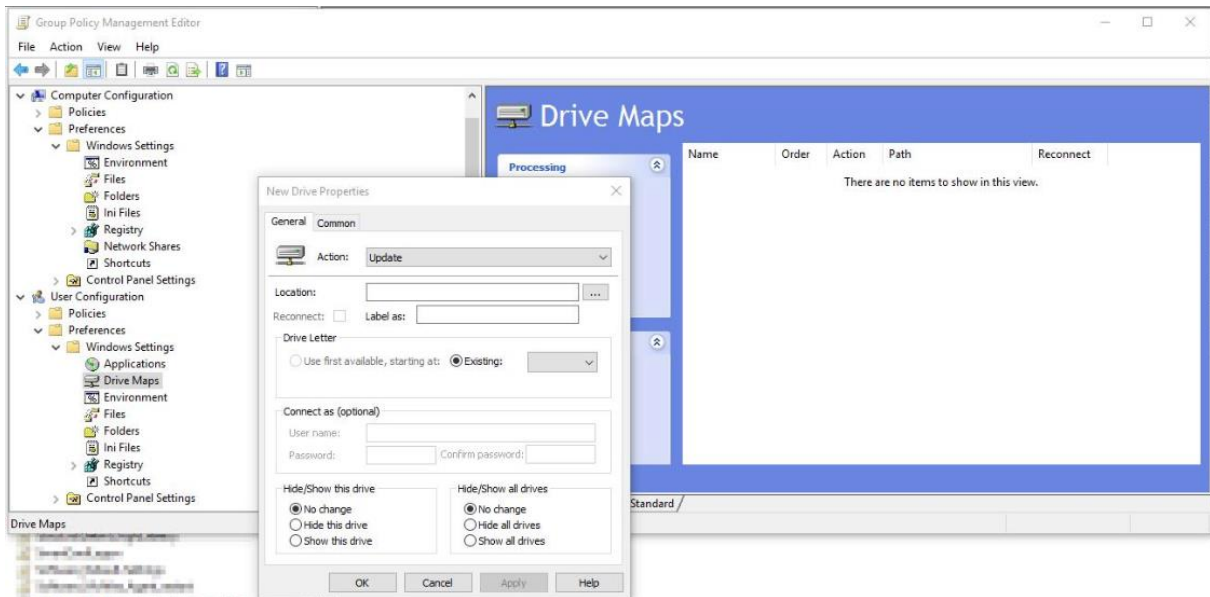 Group Policy Management Editor
File Action View Help
Computer Configuration
Policies
Preferences
Windows Settings
Environment
Files
Folders
Ini Files
Registry
Network Shares
Shortcuts
Control Panel Settings
User Configuration
Policies
Preferences
Windows Settings
Applications
Drive Maps
Environment
Files
Folders
Ini Files
Registry
Shortcuts
Control Panel Settings
Drive Maps
Drive Maps
Processing
Name Order Action Path Reconnect
There are no items to show in this view.
Standard
New Drive Properties
General Common
Action: Update
Location: ...
Reconnect: Label as:
Drive Letter
Use first available, starting at: Existing:
Connect as (optional)
User name:
Password: Confirm password:
Hide/Show this drive Hide/Show all drives
No change No change
Hide this drive Hide all drives
Show this drive Show all drives
OK Cancel Apply Help